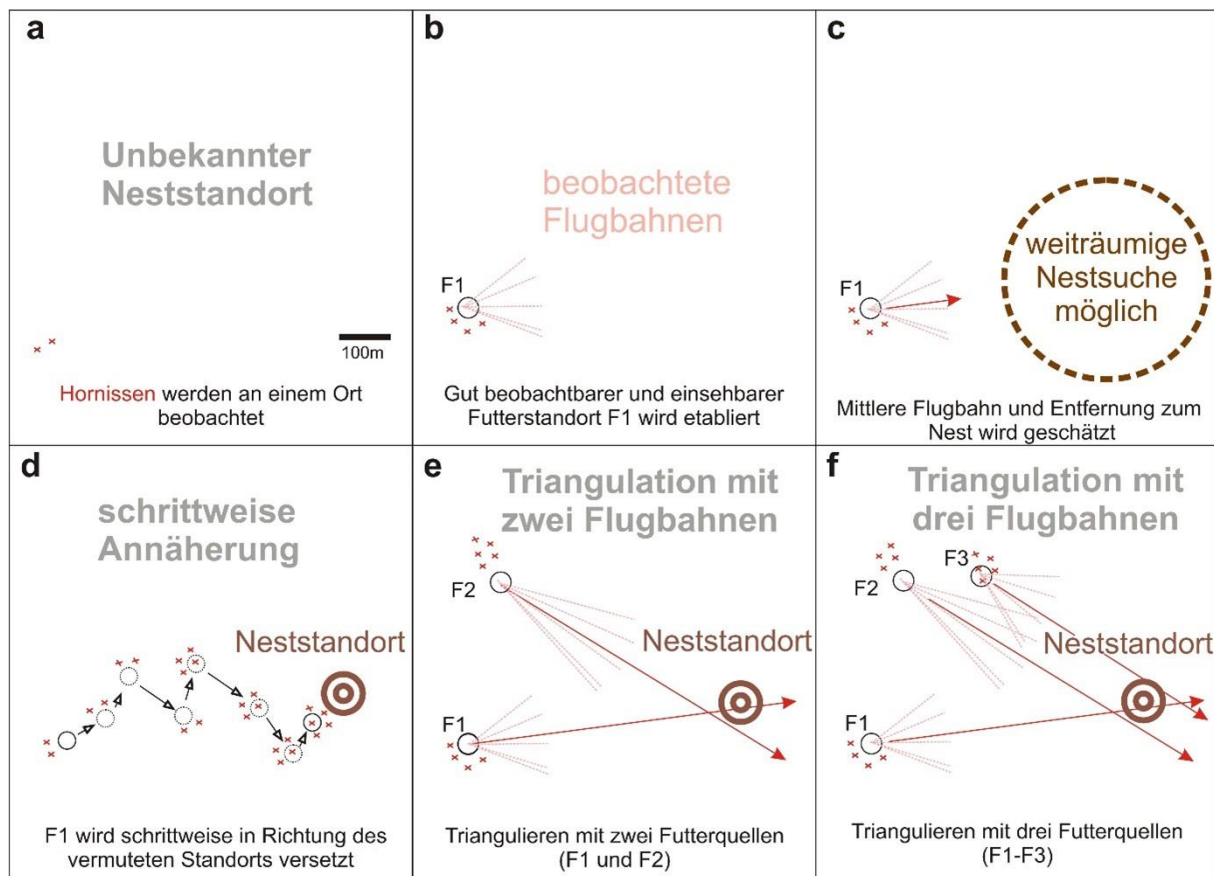 a
Unbekannter
Neststandort
100m
Hornissen werden an einem Ort
beobachtet
b
beobachtete
Flugbahnen
F1
Gut beobachtbarer und einsehbarer
Futterstandort F1 wird etabliert
c
weiträumige
Nestsuche
möglich
F1
Mittlere Flugbahn und Entfernung zum
Nest wird geschätzt
d
schrittweise
Annäherung
Neststandort
F1 wird schrittweise in Richtung des
vermuteten Standorts versetzt
e
Triangulation mit
zwei Flugbahnen
F2
Neststandort
F1
Triangulieren mit zwei Futterquellen
(F1 und F2)
f
Triangulation mit
drei Flugbahnen
F3
F2
Neststandort
F1
Triangulieren mit drei Futterquellen
(F1-F3)